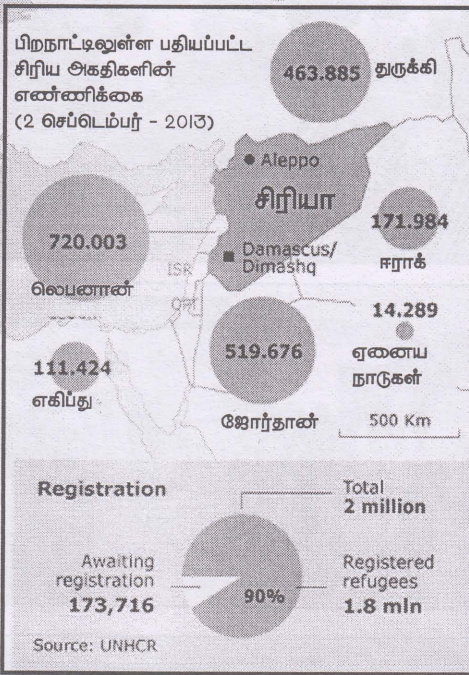 பிறநாட்டிலுள்ள பதியப்பட்ட
சிரிய அகதிகளின்
எண்ணிக்கை
(2 செப்டெம்பர் - 2013)
463.885 துருக்கி
Aleppo
சிரியா
171.984
ஈராக்
720.003
லெபனான்
Damascus/
Dimashq
ISR
OPT
14.289
ஏனைய
நாடுகள்
519.676
ஜோர்தான்
111.424
எகிப்து
500 Km
Registration
Total
2 million
Awaiting
registration
173,716
90%
Registered
refugees
1.8 mln
Source: UNHCR